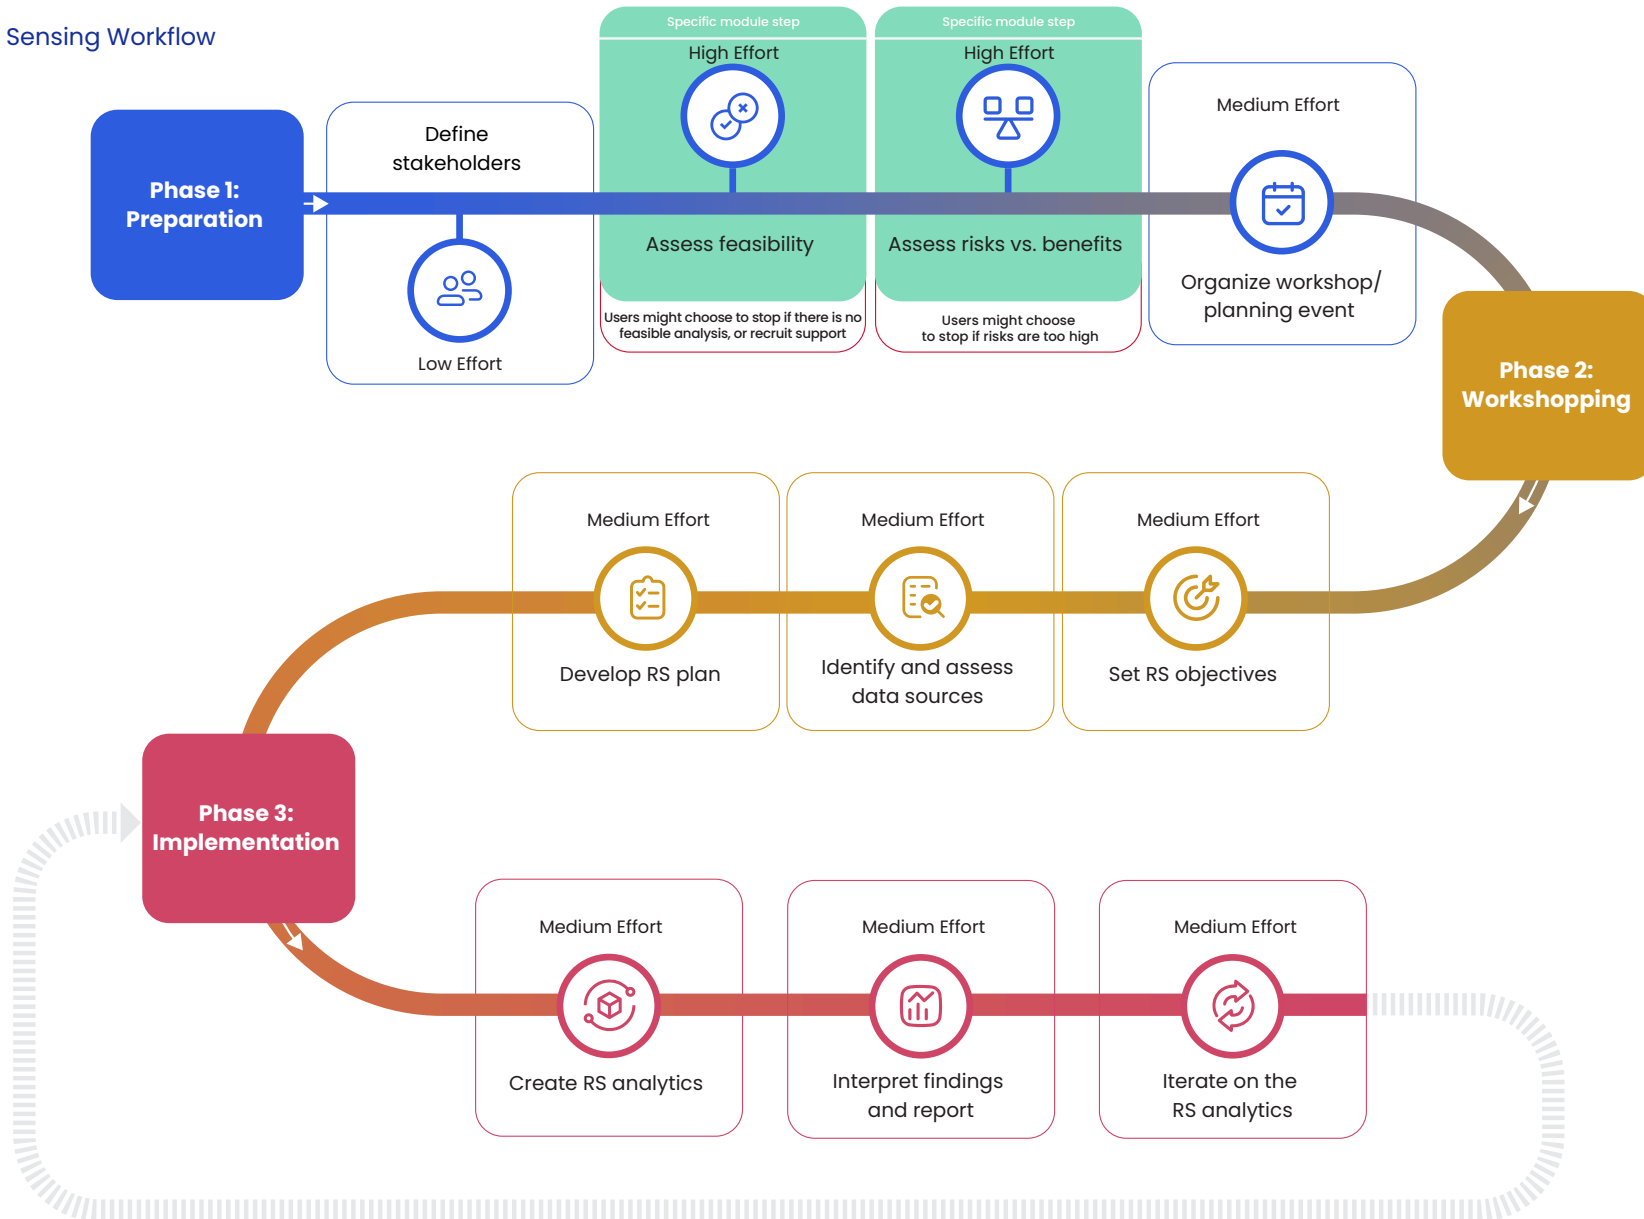 Sensing Workflow
Phase 1:
Preparation
Define
stakeholders
Low Effort
Specific module step
High Effort
Assess feasibility
Users might choose to stop if there is no
feasible analysis, or recruit support
Specific module step
High Effort
Assess risks vs. benefits
Users might choose
to stop if risks are too high
Medium Effort
Organize workshop/
planning event
Phase 2:
Workshopping
Medium Effort
Set RS objectives
Medium Effort
Identify and assess
data sources
Medium Effort
Develop RS plan
Phase 3:
Implementation
Medium Effort
Create RS analytics
Medium Effort
Interpret findings
and report
Medium Effort
Iterate on the
RS analytics